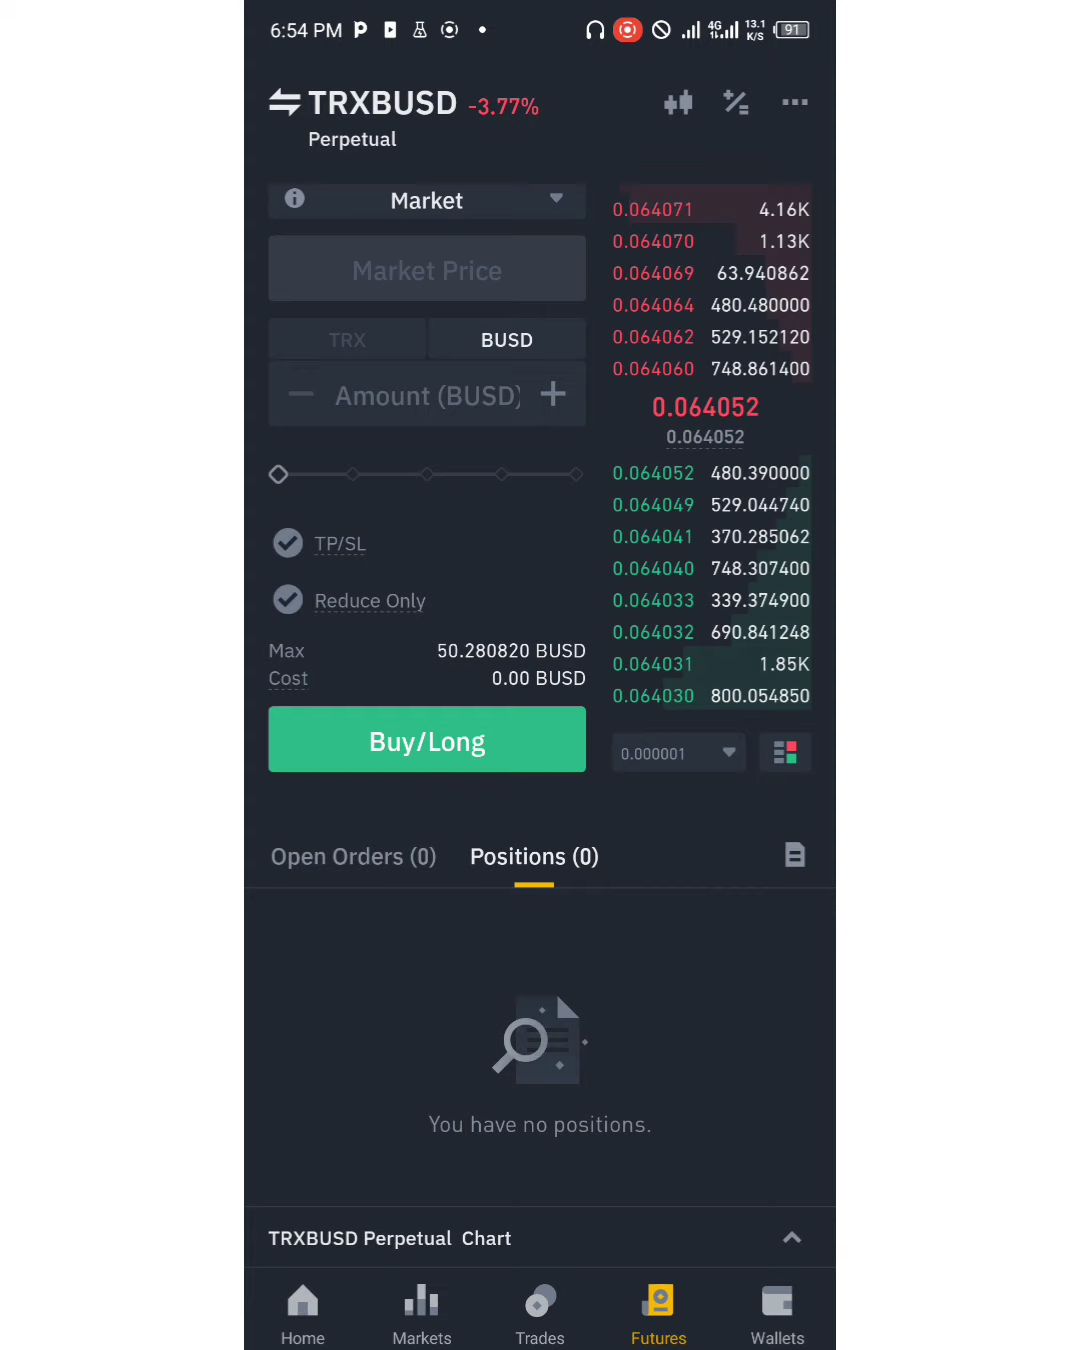 6:54 PM
4G
13.1
K/S
91
TRXBUSD -3.77%
Perpetual
Market
Market Price
TRX
BUSD
Amount (BUSD)
TP/SL
Reduce Only
Max 50.280820 BUSD
Cost 0.00 BUSD
Buy/Long
0.064071 4.16K
0.064070 1.13K
0.064069 63.940862
0.064064 480.480000
0.064062 529.152120
0.064060 748.861400
0.064052
0.064052
0.064052 480.390000
0.064049 529.044740
0.064041 370.285062
0.064040 748.307400
0.064033 339.374900
0.064032 690.841248
0.064031 1.85K
0.064030 800.054850
0.000001
Open Orders (0) Positions (0)
You have no positions.
TRXBUSD Perpetual Chart
Home Markets Trades Futures Wallets